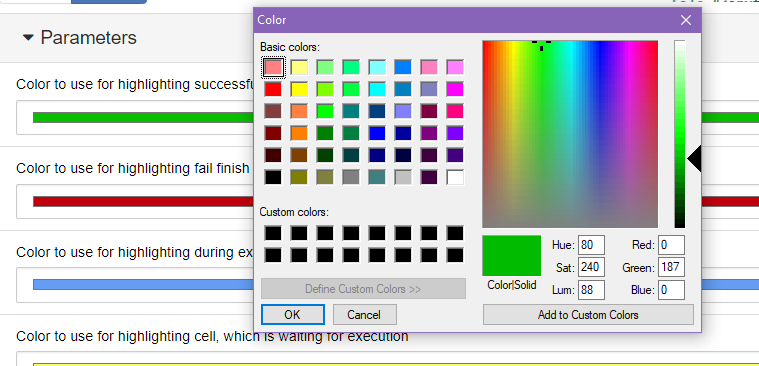 Color
Parameters
Basic colors:
Color to use for highlighting
Color to use for highlighting fail finish
Custom colors:
Color to use for highlighting during
Hue: 80
Red: 0
Sat: 240
Green: 187
Lum: 88
Blue: 0
Color|Solid
Define Custom Colors >>
OK
Cancel
Add to Custom Colors
Color to use for highlighting cell, which is waiting for execution